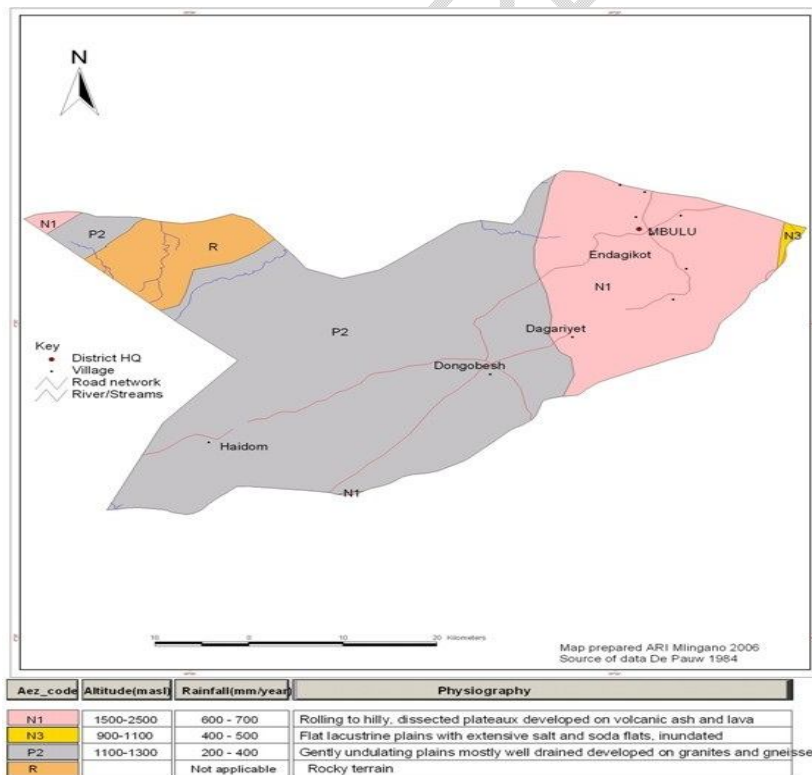 N
N1
P2
R
MBULU
N3
Endagikot
N1
P2
Dagariyet
Dongobesh
Haidom
N1
Key
District HQ
Village
Road network
River/Streams
10 0 10 20 Kilometers
Map prepared ARI Mlingano 2006
Source of data De Pauw 1984
Aez_code Altitude(masl) Rainfall(mm/year) Physiography
N1 1500-2500 600 - 700 Rolling to hilly, dissected plateaux developed on volcanic ash and lava
N3 900-1100 400 - 500 Flat lacustrine plains with extensive salt and soda flats, inundated
P2 1100-1300 200 - 400 Gently undulating plains mostly well drained developed on granites and gneisse
R Not applicable Rocky terrain